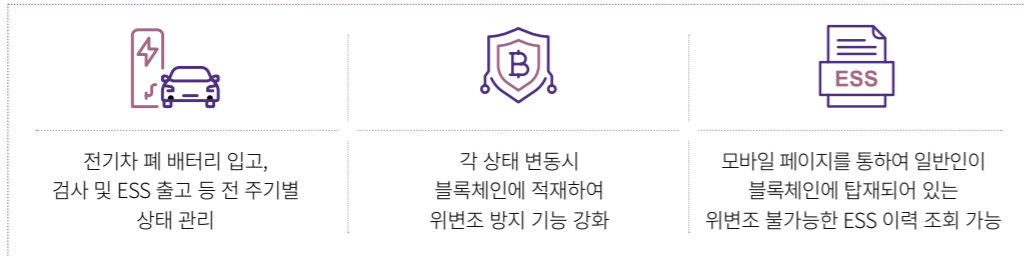 ESS
전기차 폐 배터리 입고,
검사 및 ESS 출고 등 전 주기별
상태 관리
각 상태 변동시
블록체인에 적재하여
위변조 방지 기능 강화
모바일 페이지를 통하여 일반인이
블록체인에 탑재되어 있는
위변조 불가능한 ESS 이력 조회 가능